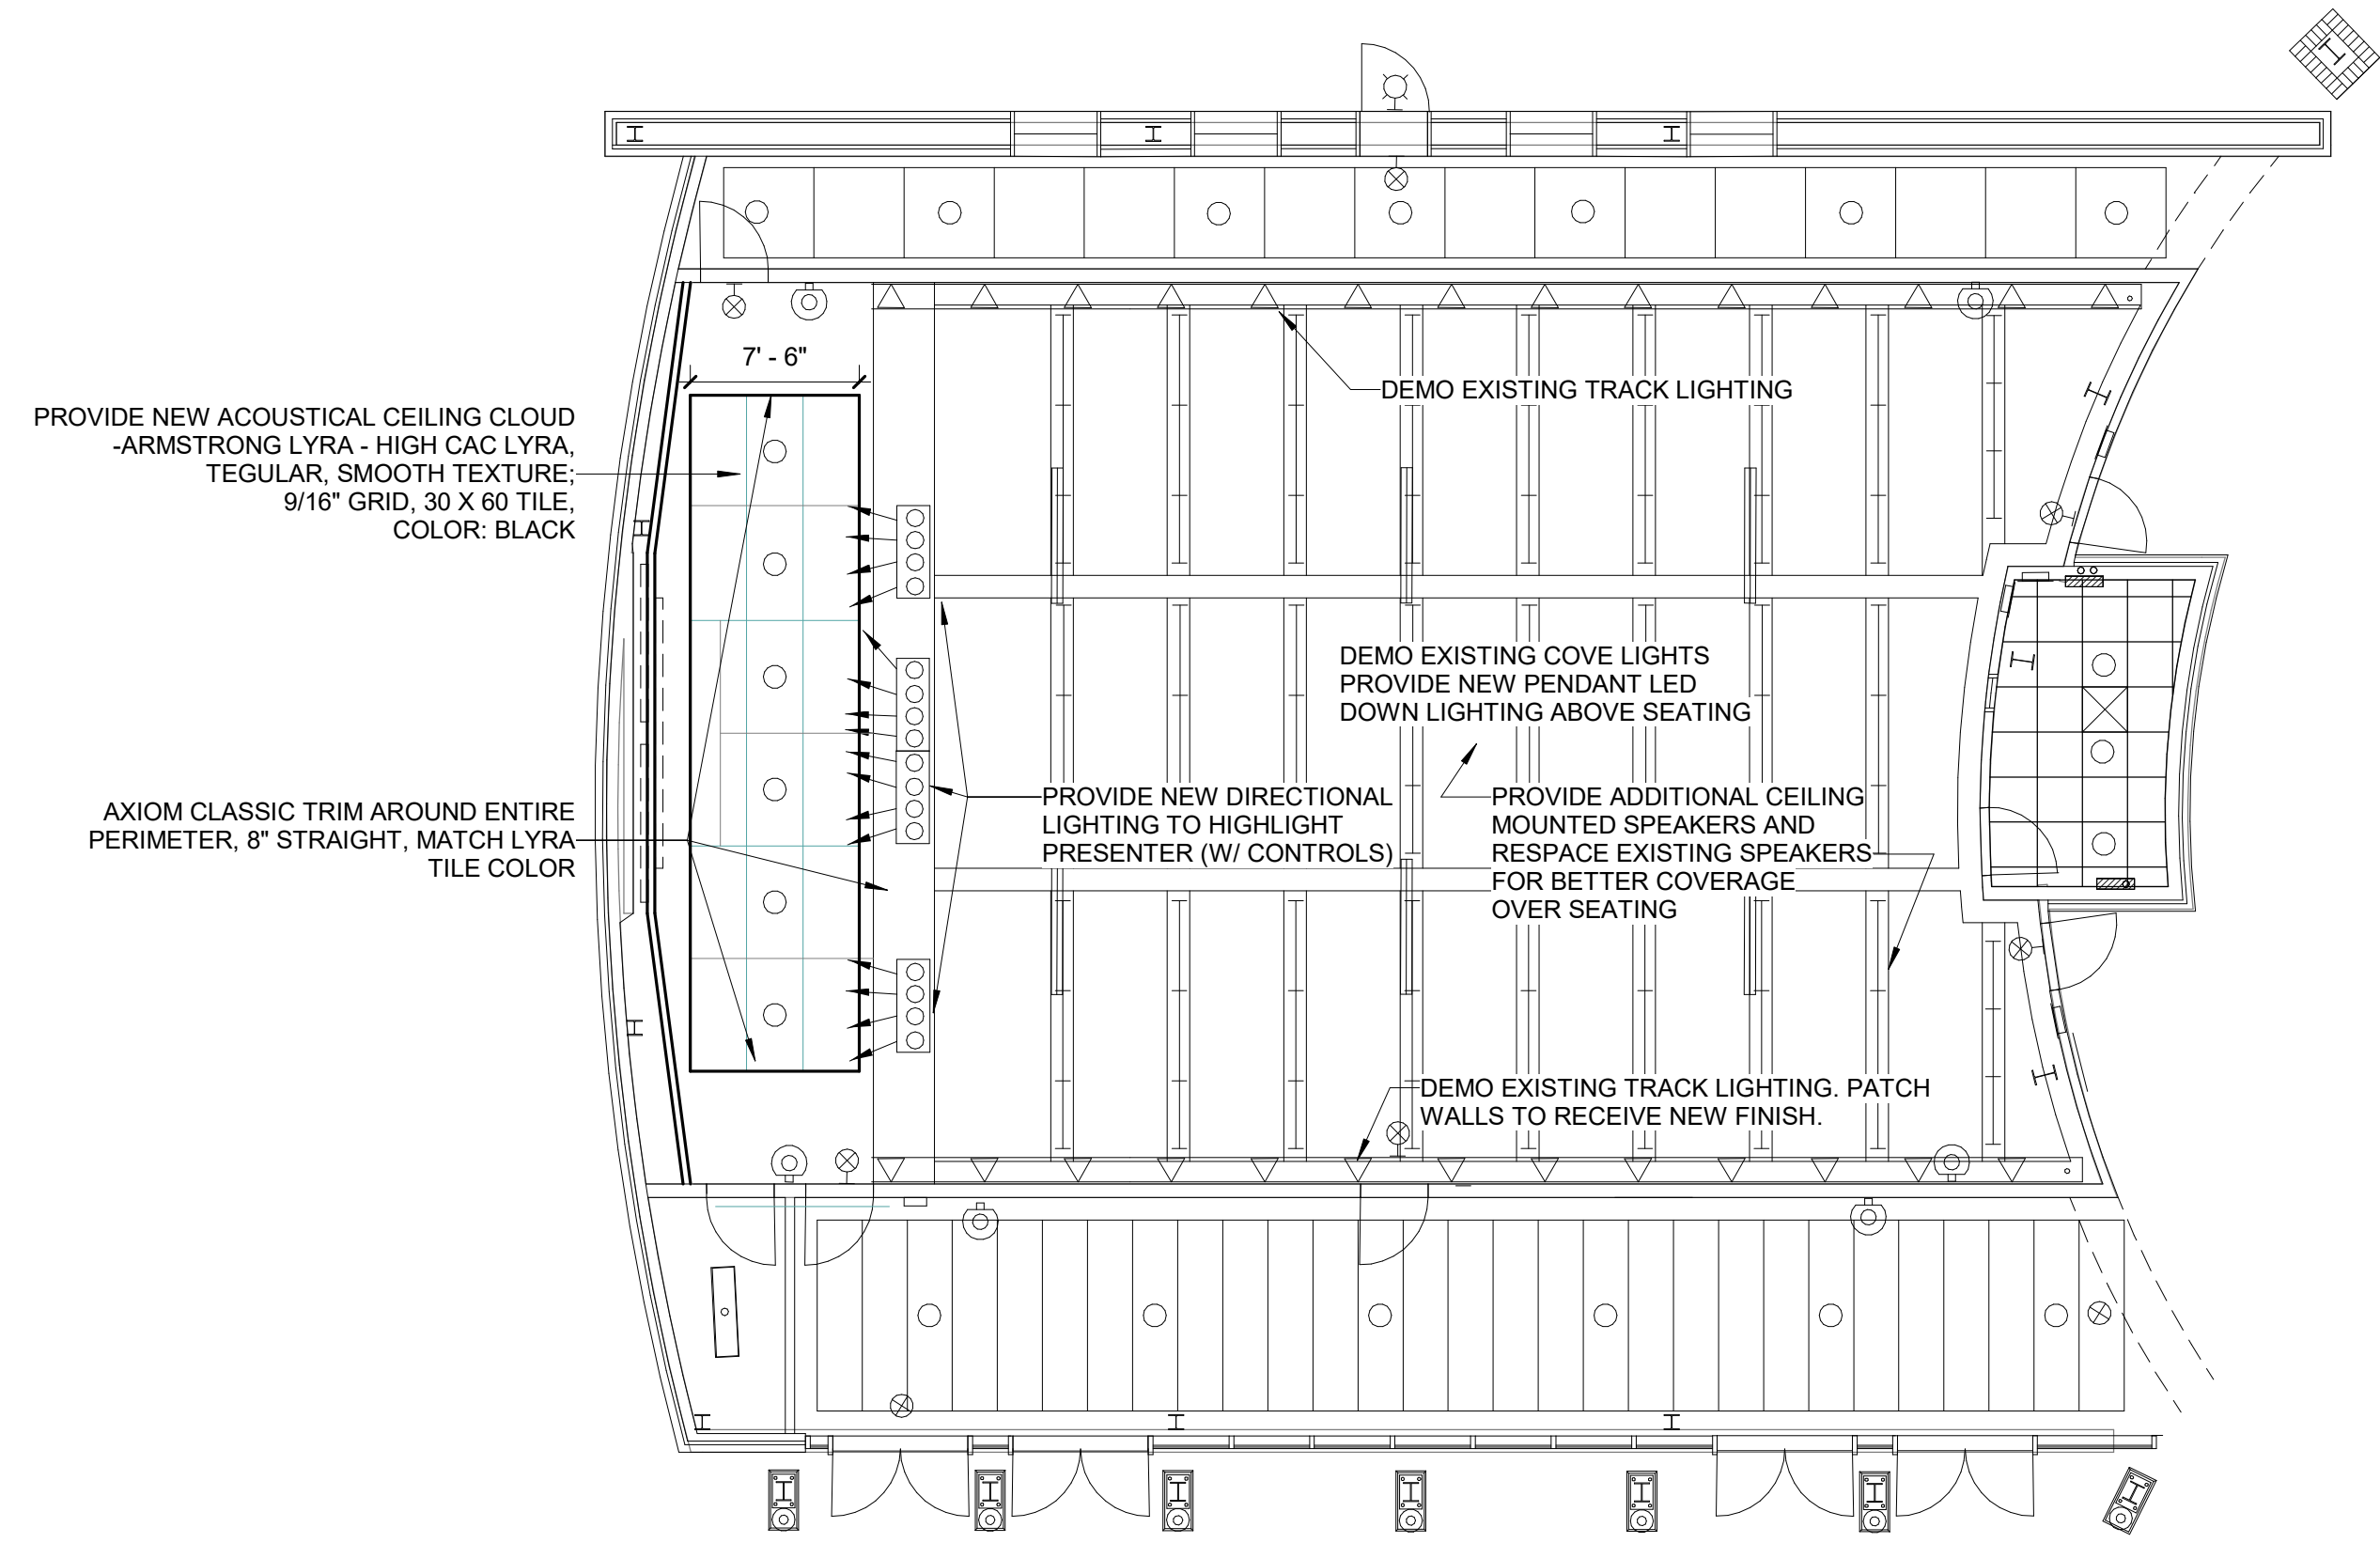 7' - 6"
DEMO EXISTING TRACK LIGHTING
PROVIDE NEW ACOUSTICAL CEILING CLOUD
-ARMSTRONG LYRA - HIGH CAC LYRA,
TEGULAR, SMOOTH TEXTURE;
9/16" GRID, 30 X 60 TILE,
COLOR: BLACK
DEMO EXISTING COVE LIGHTS
PROVIDE NEW PENDANT LED
DOWN LIGHTING ABOVE SEATING
AXIOM CLASSIC TRIM AROUND ENTIRE
PERIMETER, 8" STRAIGHT, MATCH LYRA
TILE COLOR
PROVIDE NEW DIRECTIONAL
LIGHTING TO HIGHLIGHT
PRESENTER (W/ CONTROLS)
PROVIDE ADDITIONAL CEILING
MOUNTED SPEAKERS AND
RESPACE EXISTING SPEAKERS
FOR BETTER COVERAGE
OVER SEATING
DEMO EXISTING TRACK LIGHTING. PATCH
WALLS TO RECEIVE NEW FINISH.